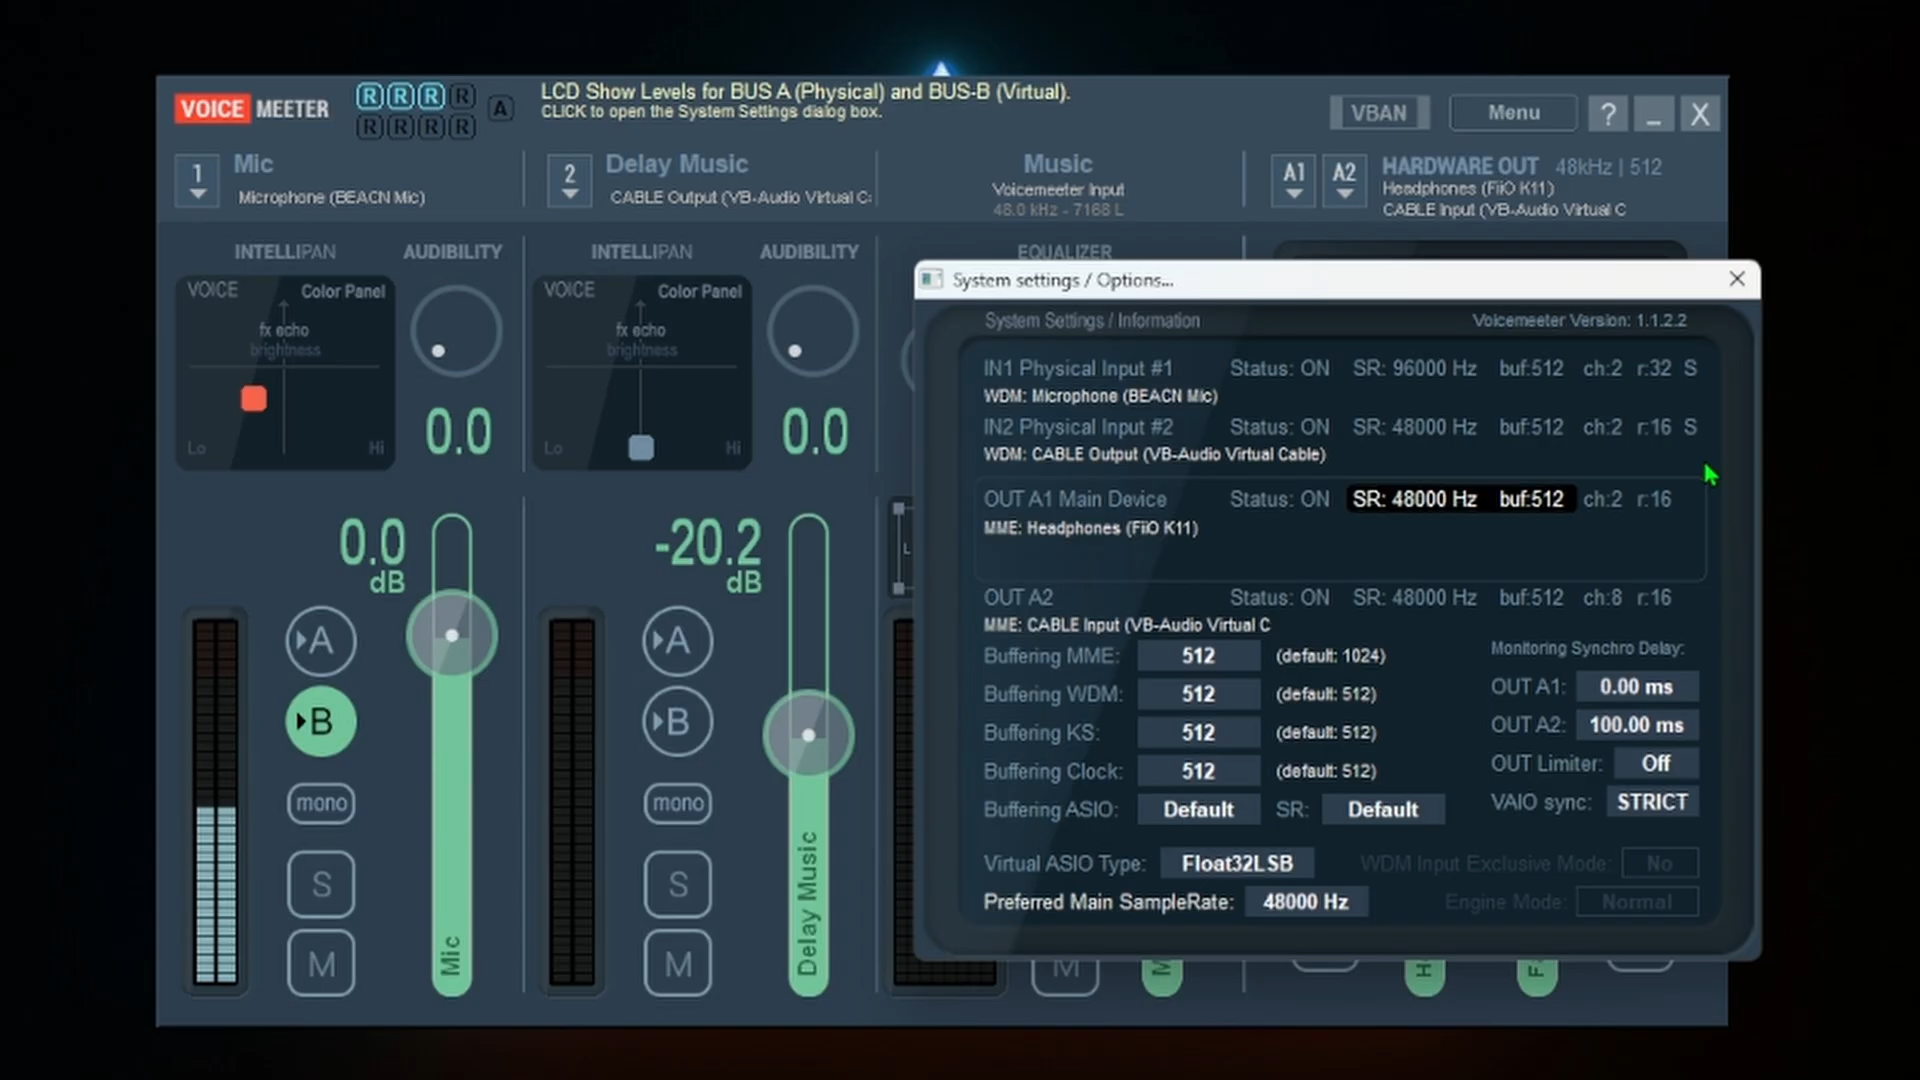 VOICE MEETER
R R R R A
R R R R
LCD Show Levels for BUS A (Physical) and BUS-B (Virtual).
CLICK to open the System Settings dialog box.
VBAN Menu ? _ X
1 Mic
Microphone (BEACN Mic)
2 Delay Music
CABLE Output (VB-Audio Virtual C:
Music
Voicemeeter Input
48.0 kHz - 7168 L
A1 A2 HARDWARE OUT 48kHz | 512
Headphones (FiiO K11)
CABLE Input (VB-Audio Virtual C
INTELLIPAN AUDIBILITY
VOICE Color Panel
fx echo
brightness
Lo Hi
0.0
INTELLIPAN AUDIBILITY
VOICE Color Panel
fx echo
brightness
Lo Hi
0.0
EQUALIZER
0.0
dB
A
B
mono
S
M
Mic
-20.2
dB
A
B
mono
S
M
Delay Music
L
System settings / Options...
System Settings / Information Voicemeeter Version: 1.1.2.2
IN1 Physical Input #1 Status: ON SR: 96000 Hz buf:512 ch:2 r:32 S
WDM: Microphone (BEACN Mic)
IN2 Physical Input #2 Status: ON SR: 48000 Hz buf:512 ch:2 r:16 S
WDM: CABLE Output (VB-Audio Virtual Cable)
OUT A1 Main Device Status: ON SR: 48000 Hz buf:512 ch:2 r:16
MME: Headphones (FiiO K11)
OUT A2 Status: ON SR: 48000 Hz buf:512 ch:8 r:16
MME: CABLE Input (VB-Audio Virtual C
Buffering MME: 512 (default: 1024)
Buffering WDM: 512 (default: 512)
Buffering KS: 512 (default: 512)
Buffering Clock: 512 (default: 512)
Buffering ASIO: Default SR: Default
Monitoring Synchro Delay:
OUT A1: 0.00 ms
OUT A2: 100.00 ms
OUT Limiter: Off
VAIO sync: STRICT
Virtual ASIO Type: Float32LSB WDM Input Exclusive Mode: No
Preferred Main SampleRate: 48000 Hz Engine Mode: Normal
M